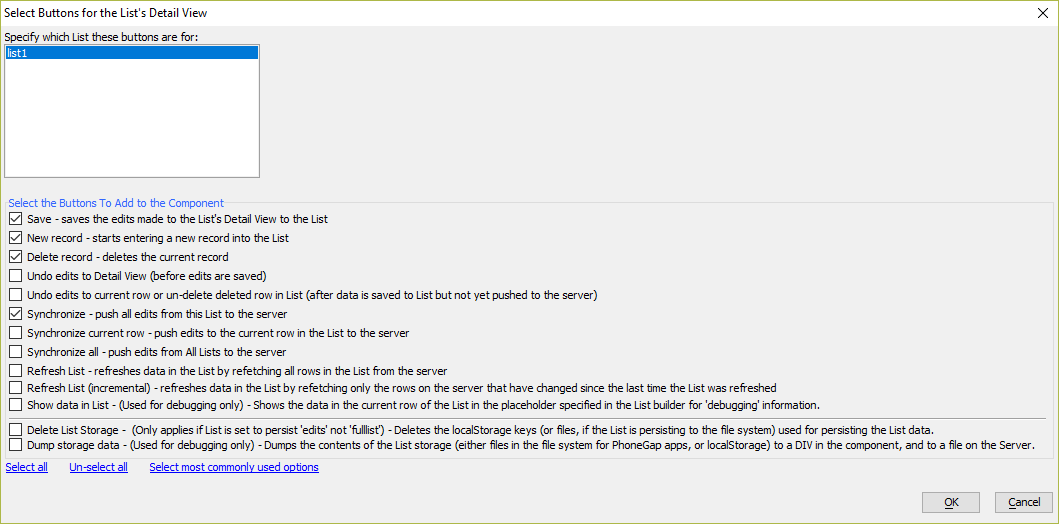 Select Buttons for the List's Detail View
Specify which List these buttons are for:
list1
Select the Buttons To Add to the Component
Save - saves the edits made to the List's Detail View to the List
New record - starts entering a new record into the List
Delete record - deletes the current record
Undo edits to Detail View (before edits are saved)
Undo edits to current row or un-delete deleted row in List (after data is saved to List but not yet pushed to the server)
Synchronize - push all edits from this List to the server
Synchronize current row - push edits to the current row in the List to the server
Synchronize all - push edits from All Lists to the server
Refresh List - refreshes data in the List by refetching all rows in the List from the server
Refresh List (incremental) - refreshes data in the List by refetching only the rows on the server that have changed since the last time the List was refreshed
Show data in List - (Used for debugging only) - Shows the data in the current row of the List in the placeholder specified in the List builder for 'debugging' information.
Delete List Storage -  (Only applies if List is set to persist 'edits' not 'fulllist') - Deletes the localStorage keys (or files, if the List is persisting to the file system) used for persisting the List data.
Dump storage data - (Used for debugging only) - Dumps the contents of the List storage (either files in the file system for PhoneGap apps, or localStorage) to a DIV in the component, and to a file on the Server.
Select all Un-select all Select most commonly used options
OK Cancel